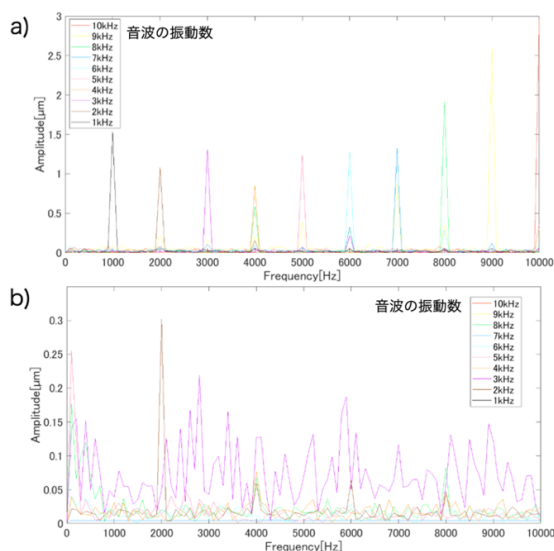 a)
音波の振動数
10kHz
9kHz
8kHz
7kHz
6kHz
5kHz
4kHz
3kHz
2kHz
1kHz
Amplitude[μm]
3
2.5
2
1.5
1
0.5
0
0 1000 2000 3000 4000 5000 6000 7000 8000 9000 10000
Frequency[Hz]
b)
音波の振動数
10kHz
9kHz
8kHz
7kHz
6kHz
5kHz
4kHz
3kHz
2kHz
1kHz
Amplitude[μm]
0.3
0.25
0.2
0.15
0.1
0.05
0
0 1000 2000 3000 4000 5000 6000 7000 8000 9000 10000
Frequency[Hz]